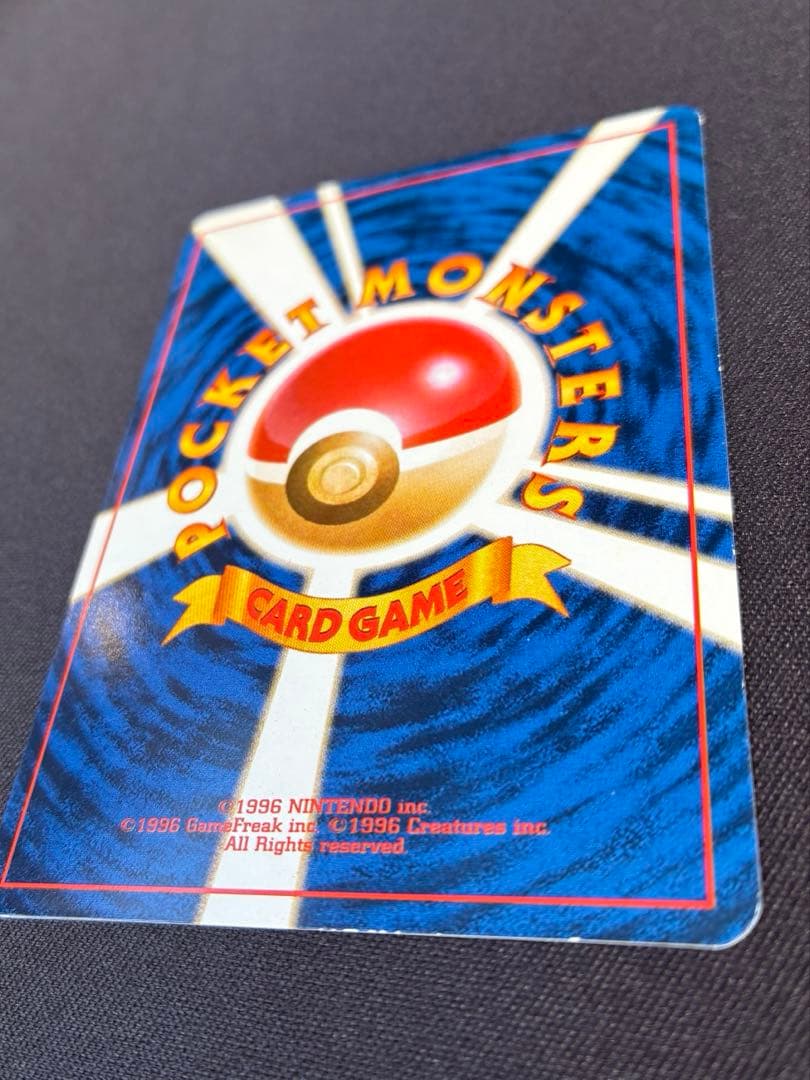 POCKET MONSTERS
CARD GAME
©1996 NINTENDO inc.
©1996 GameFreak inc. ©1996 Creatures inc.
All Rights reserved.